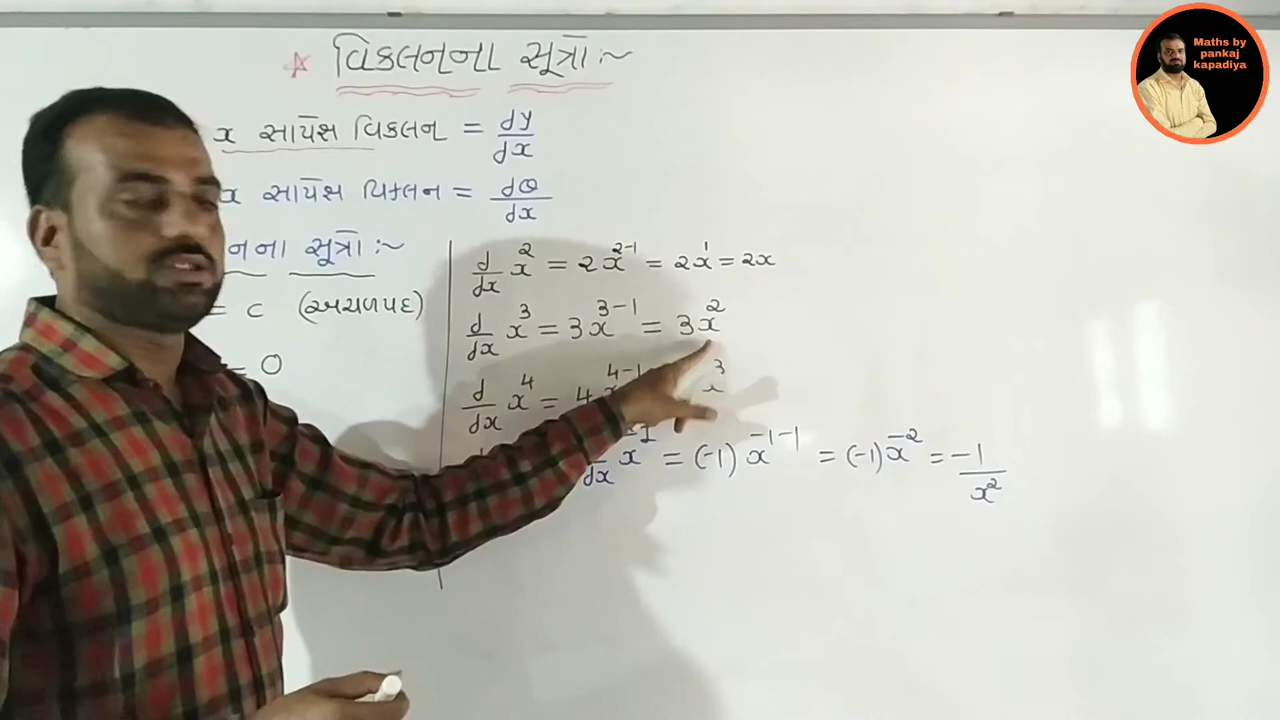 Maths by
pankaj
kapadiya
વિકલનના સૂત્રો :~
x સાપેક્ષ વિકલન = dy/dx
x સાપેક્ષ વિકલન = dθ/dx
નના સૂત્રો :~
= c (અચળપદ)
= 0
d/dx x² = 2x²⁻¹ = 2x¹ = 2x
d/dx x³ = 3x³⁻¹ = 3x²
d/dx x⁴ = 4x⁴⁻¹
x⁻¹ = (-1) x⁻¹⁻¹ = (-1) x⁻² = -1/x²